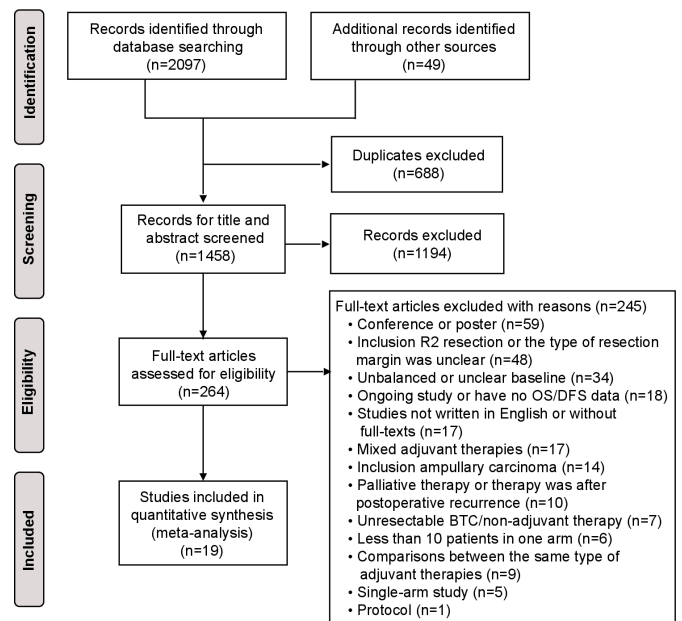 Identification
Records identified through
database searching
(n=2097)
Additional records identified
through other sources
(n=49)
Duplicates excluded
(n=688)
Screening
Records for title and
abstract screened
(n=1458)
Records excluded
(n=1194)
Eligibility
Full-text articles
assessed for eligibility
(n=264)
Full-text articles excluded with reasons (n=245)
• Conference or poster (n=59)
• Inclusion R2 resection or the type of resection
margin was unclear (n=48)
• Unbalanced or unclear baseline (n=34)
• Ongoing study or have no OS/DFS data (n=18)
• Studies not written in English or without
full-texts (n=17)
• Mixed adjuvant therapies (n=17)
• Inclusion ampullary carcinoma (n=14)
• Palliative therapy or therapy was after
postoperative recurrence (n=10)
• Unresectable BTC/non-adjuvant therapy (n=7)
• Less than 10 patients in one arm (n=6)
• Comparisons between the same type of
adjuvant therapies (n=9)
• Single-arm study (n=5)
• Protocol (n=1)
Included
Studies included in
quantitative synthesis
(meta-analysis)
(n=19)